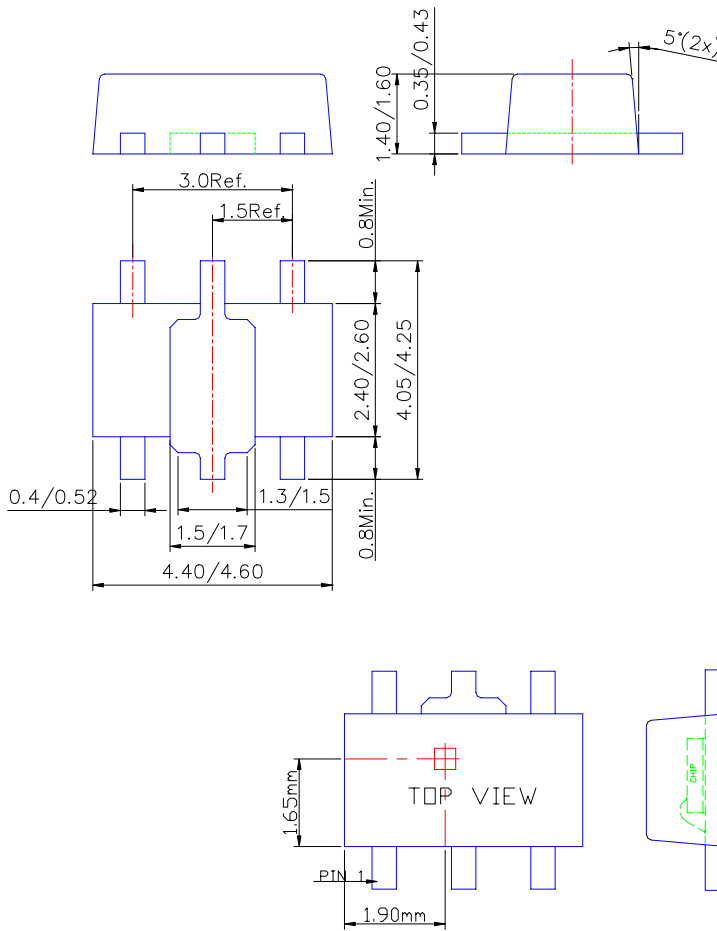 5°(2x)
0.35/0.43
1.40/1.60
3.0Ref.
1.5Ref.
0.8Min.
2.40/2.60
4.05/4.25
0.4/0.52
1.3/1.5
1.5/1.7
0.8Min.
4.40/4.60
1.65mm
TOP VIEW
CHIP
PIN 1
1.90mm